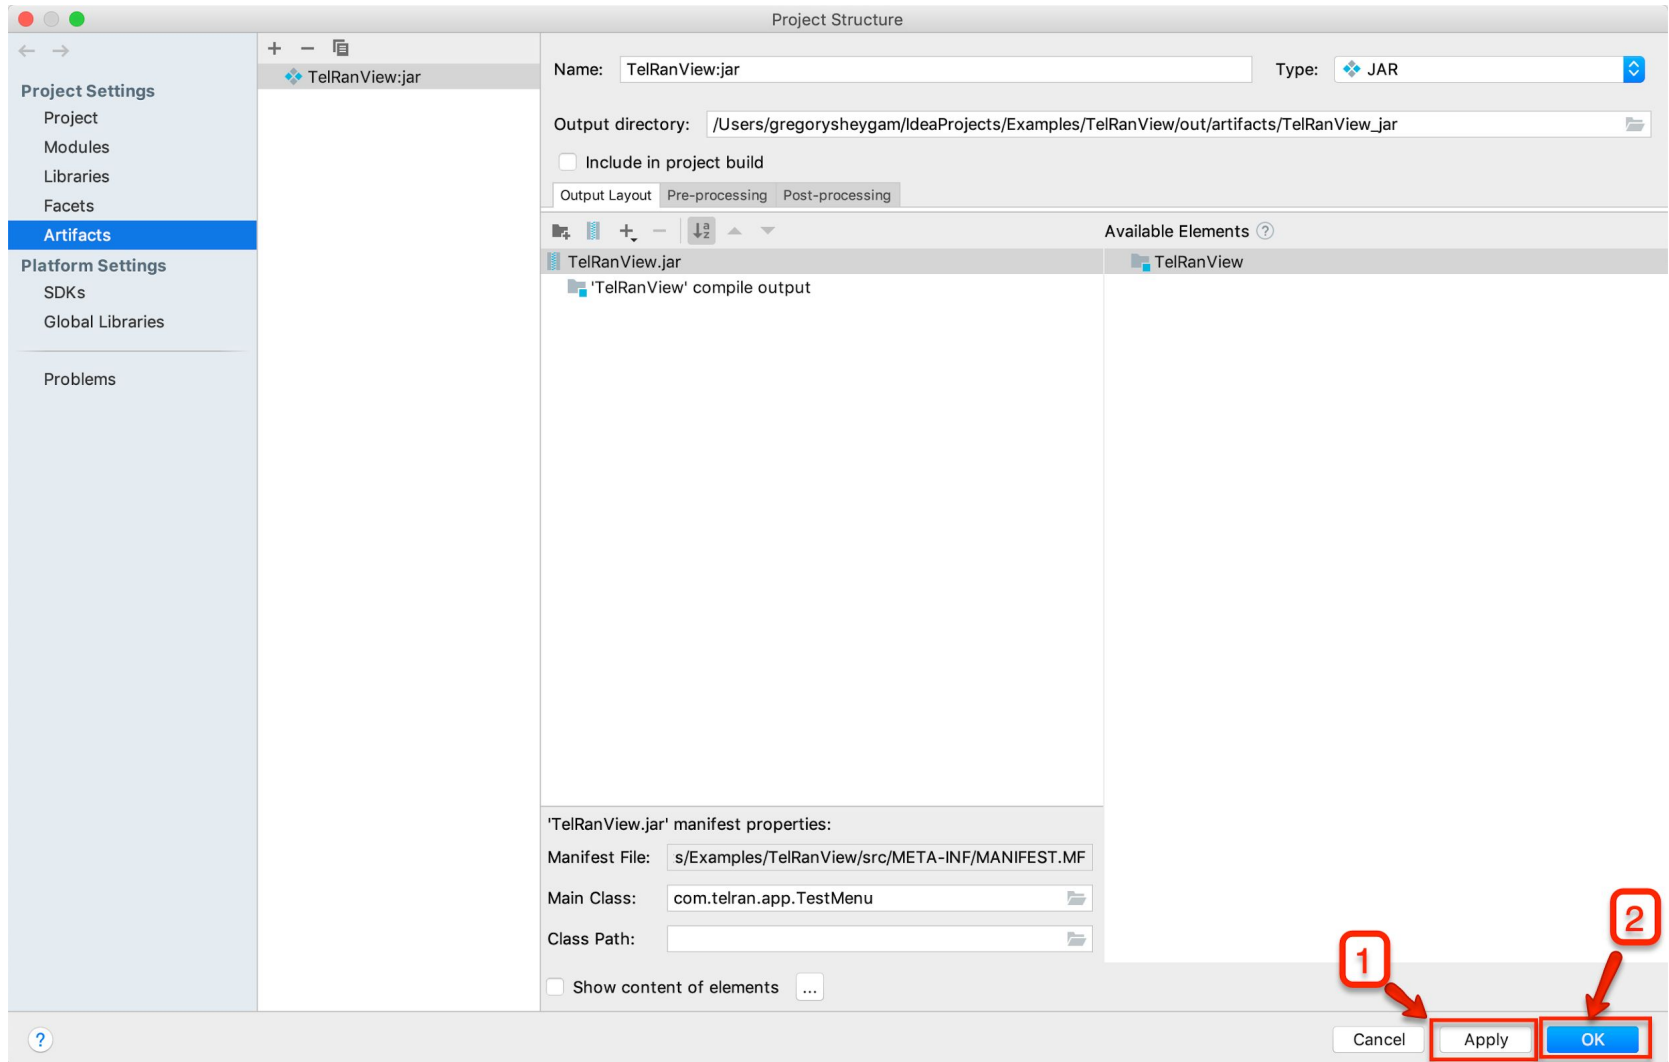 Project Structure
Project Settings
Project
Modules
Libraries
Facets
Artifacts
Platform Settings
SDKs
Global Libraries
Problems
TelRanView:jar
Name: TelRanView:jar Type: JAR
Output directory: /Users/gregorysheygam/IdeaProjects/Examples/TelRanView/out/artifacts/TelRanView_jar
Include in project build
Output Layout Pre-processing Post-processing
Available Elements ?
TelRanView.jar
'TelRanView' compile output
TelRanView
'TelRanView.jar' manifest properties:
Manifest File: s/Examples/TelRanView/src/META-INF/MANIFEST.MF
Main Class: com.telran.app.TestMenu
Class Path:
Show content of elements ...
1
2
? Cancel Apply OK